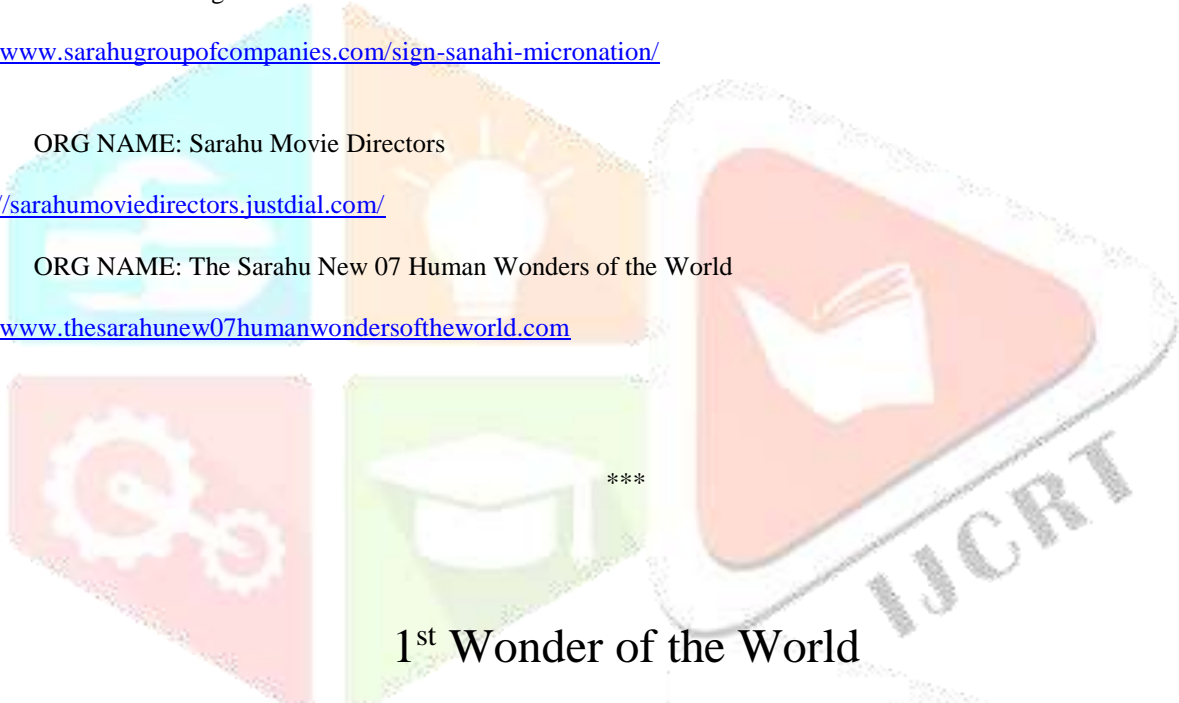 www.sarahugroupofcompanies.com/sign-sanahi-micronation/
ORG NAME: Sarahu Movie Directors
//sarahumoviedirectors.justdial.com/
ORG NAME: The Sarahu New 07 Human Wonders of the World
www.thesarahunew07humanwondersoftheworld.com
***
IJCRT
1st Wonder of the World